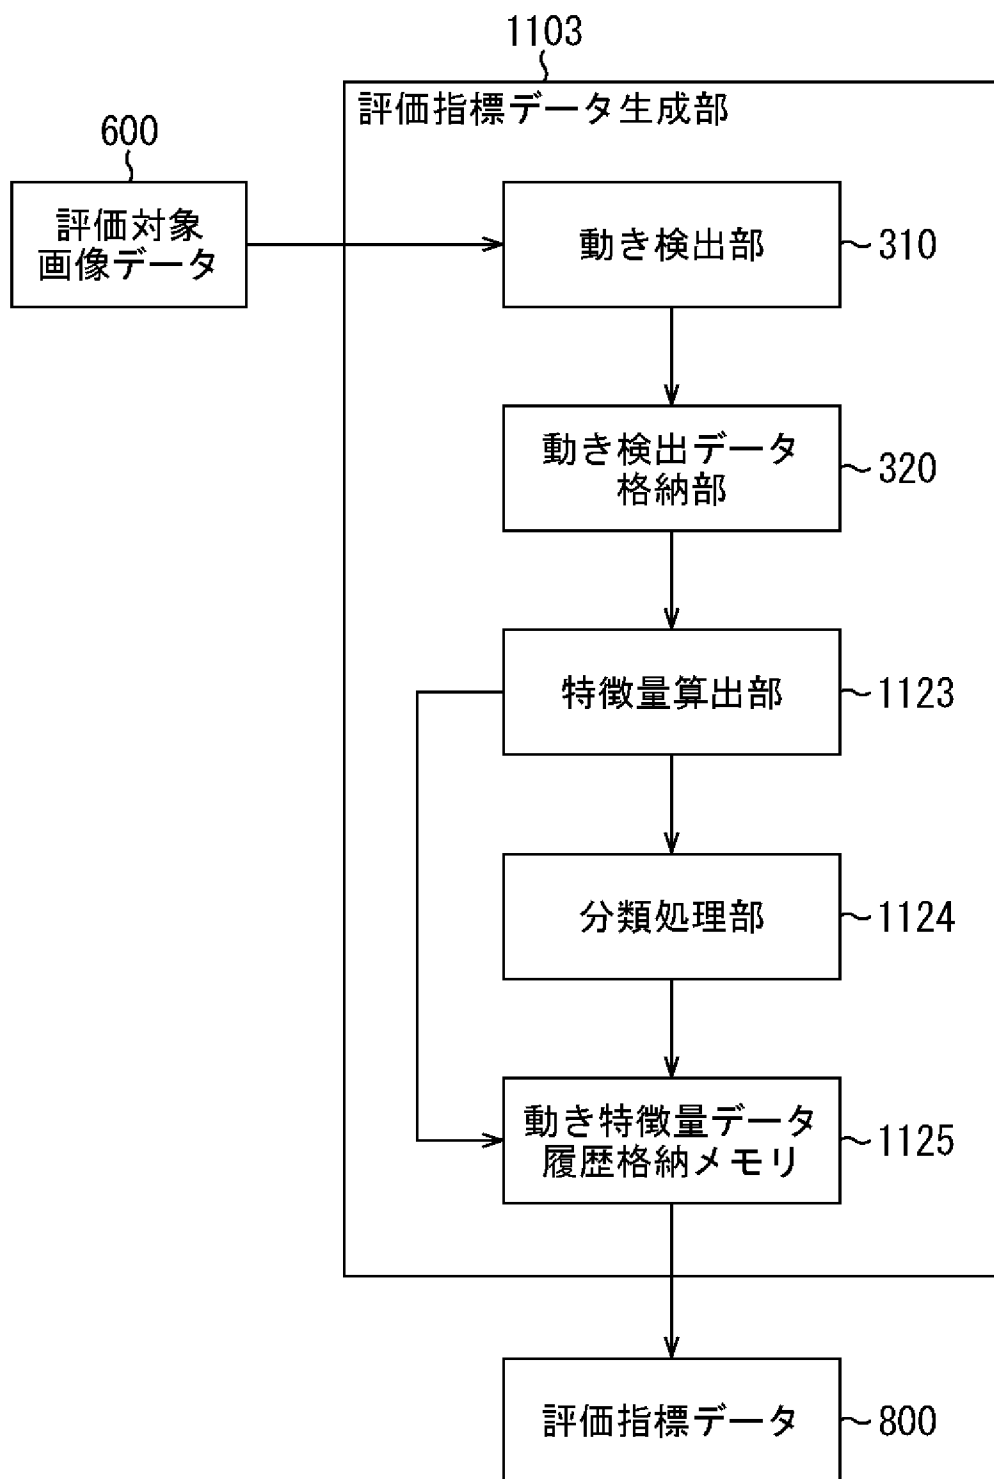 1103
評価指標データ生成部
600
評価対象
画像データ
動き検出部
310
動き検出データ
格納部
320
特徴量算出部
1123
分類処理部
1124
動き特徴量データ
履歴格納メモリ
1125
評価指標データ
800